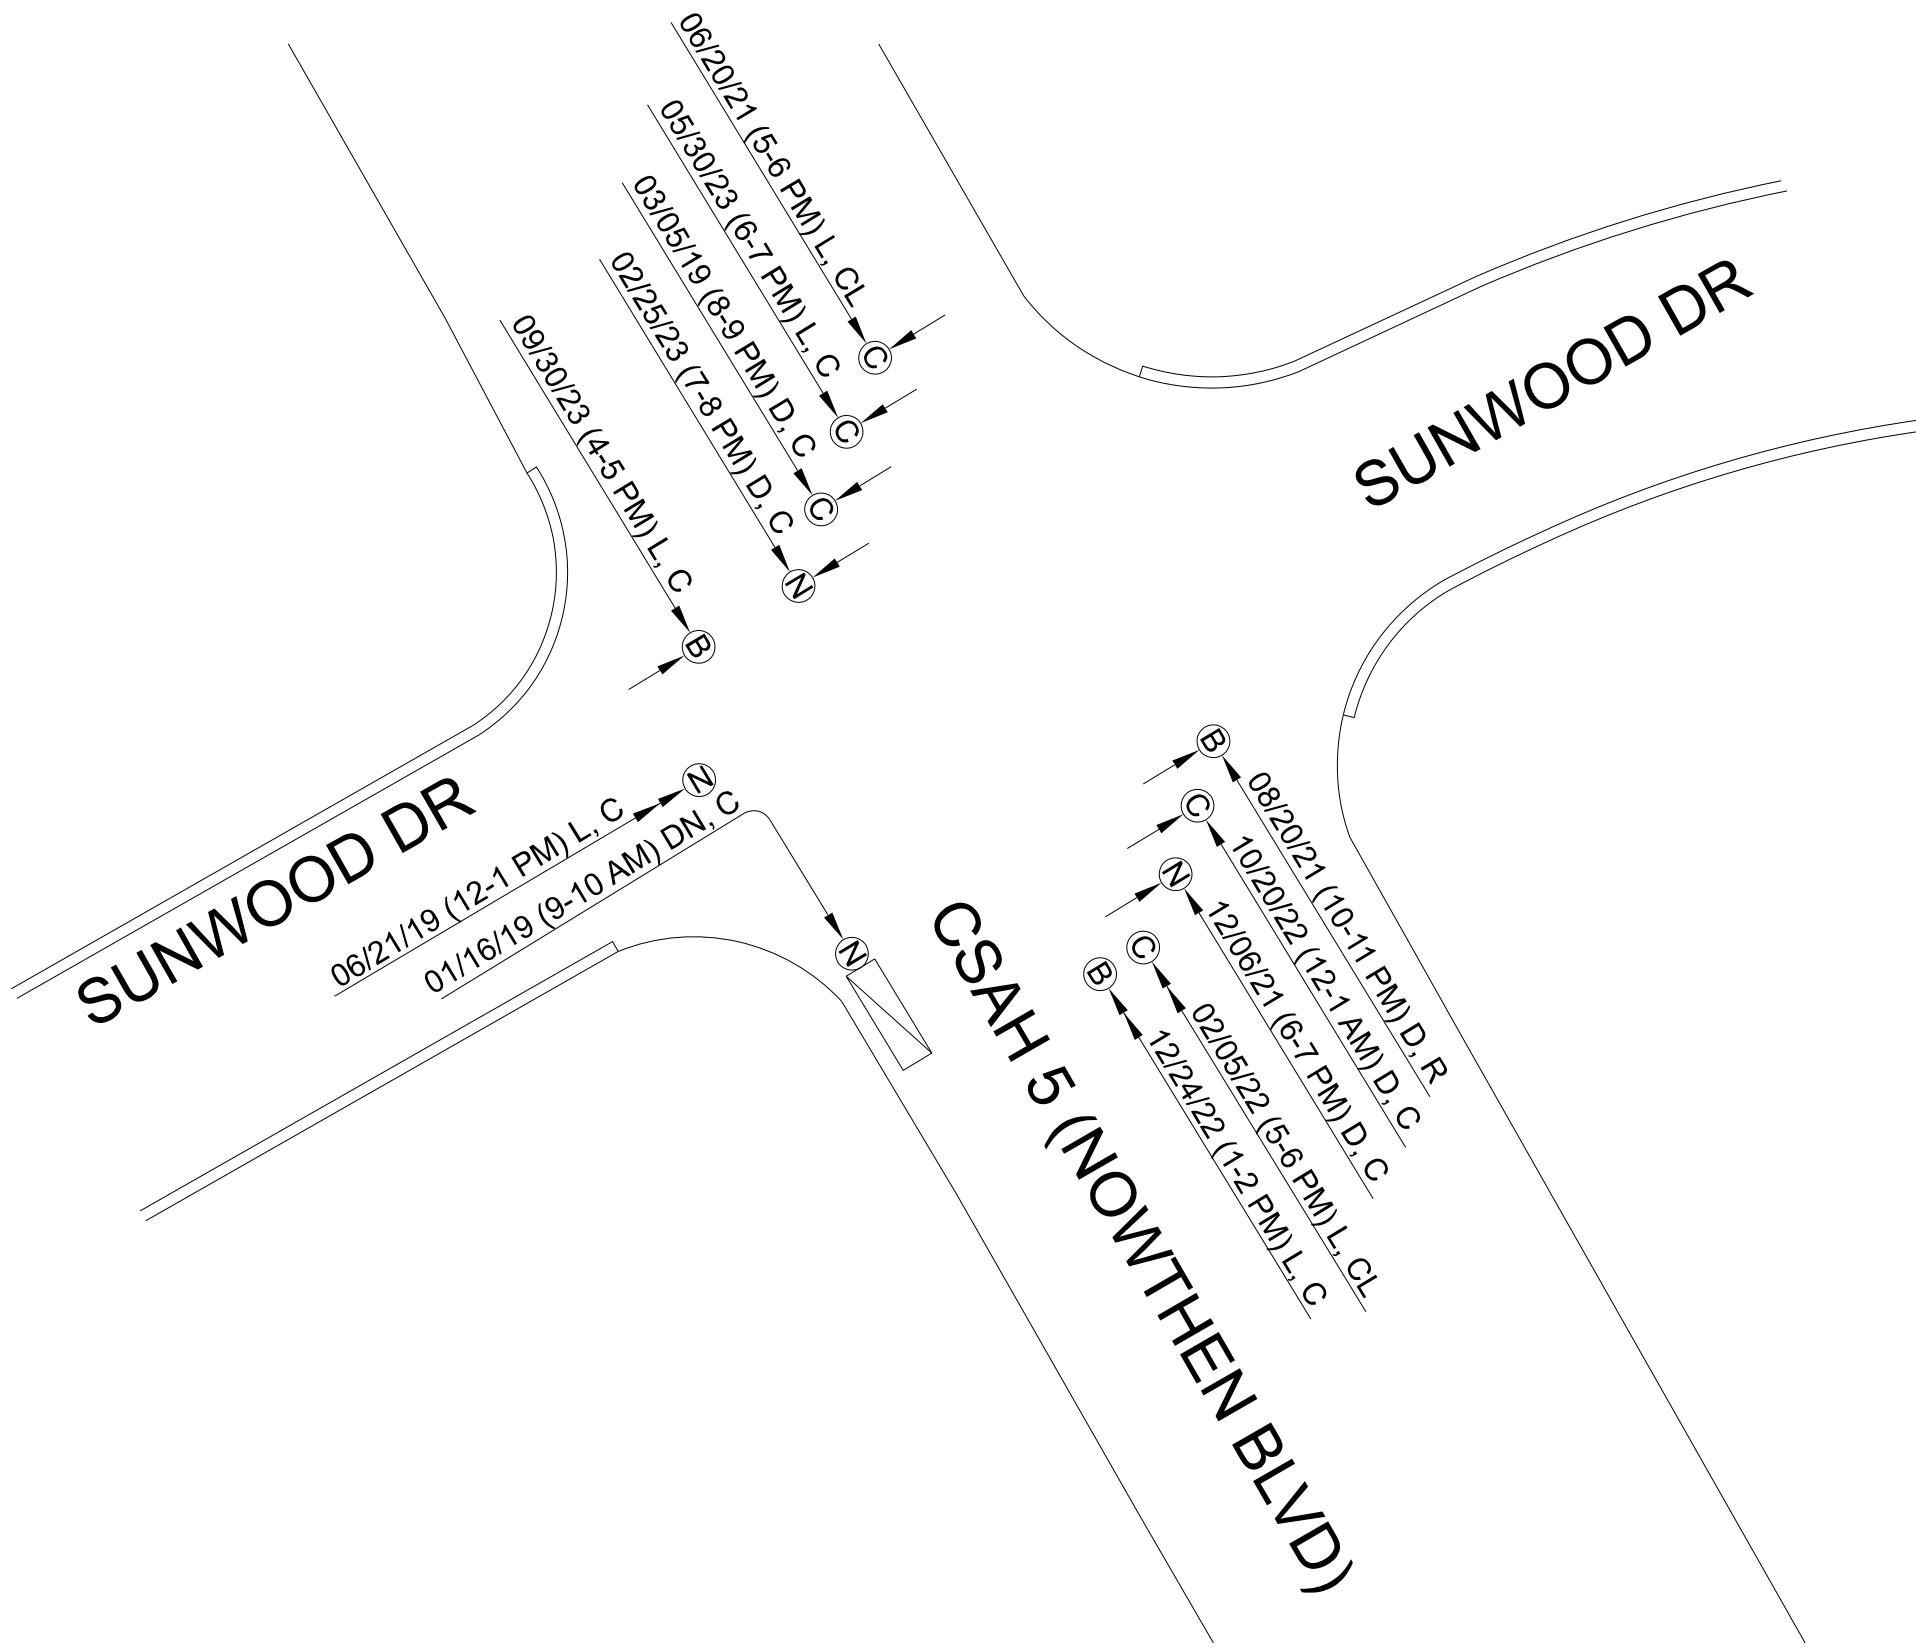 06/20/21 (5-6 PM) L, CL
C
05/30/23 (6-7 PM) L, C
C
03/05/19 (8-9 PM) D, C
C
02/25/23 (7-8 PM) D, C
N
09/30/23 (4-5 PM) L, C
B
SUNWOOD DR
SUNWOOD DR
06/21/19 (12-1 PM) L, C
N
01/16/19 (9-10 AM) DN, C
N
CSAH 5 (NOWTHEN BLVD)
B
08/20/21 (10-11 PM) D, R
C
10/20/22 (12-1 AM) D, C
N
12/06/21 (6-7 PM) D, C
C
02/05/22 (5-6 PM) L, CL
B
12/24/22 (1-2 PM) L, C